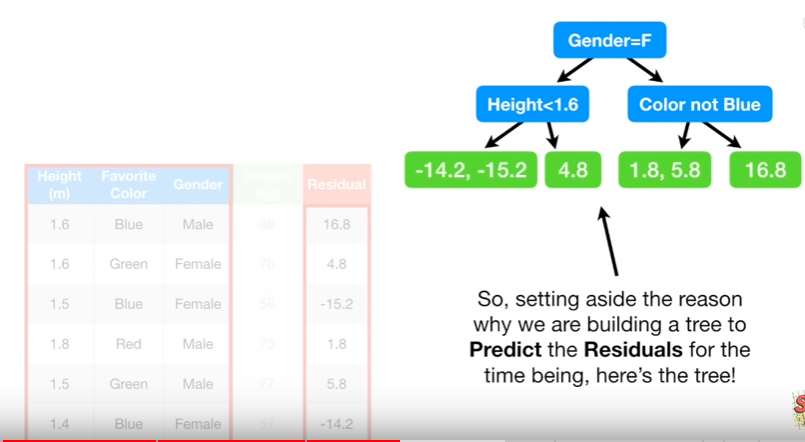 Gender=F
Height<1.6
Color not Blue
-14.2, -15.2
4.8
1.8, 5.8
16.8
Height (m) Favorite Color Gender Weight (kg) Residual
1.6 Blue Male 88 16.8
1.6 Green Female 76 4.8
1.5 Blue Female 56 -15.2
1.8 Red Male 73 1.8
1.5 Green Male 77 5.8
1.4 Blue Female 57 -14.2
So, setting aside the reason
why we are building a tree to
Predict the Residuals for the
time being, here's the tree!